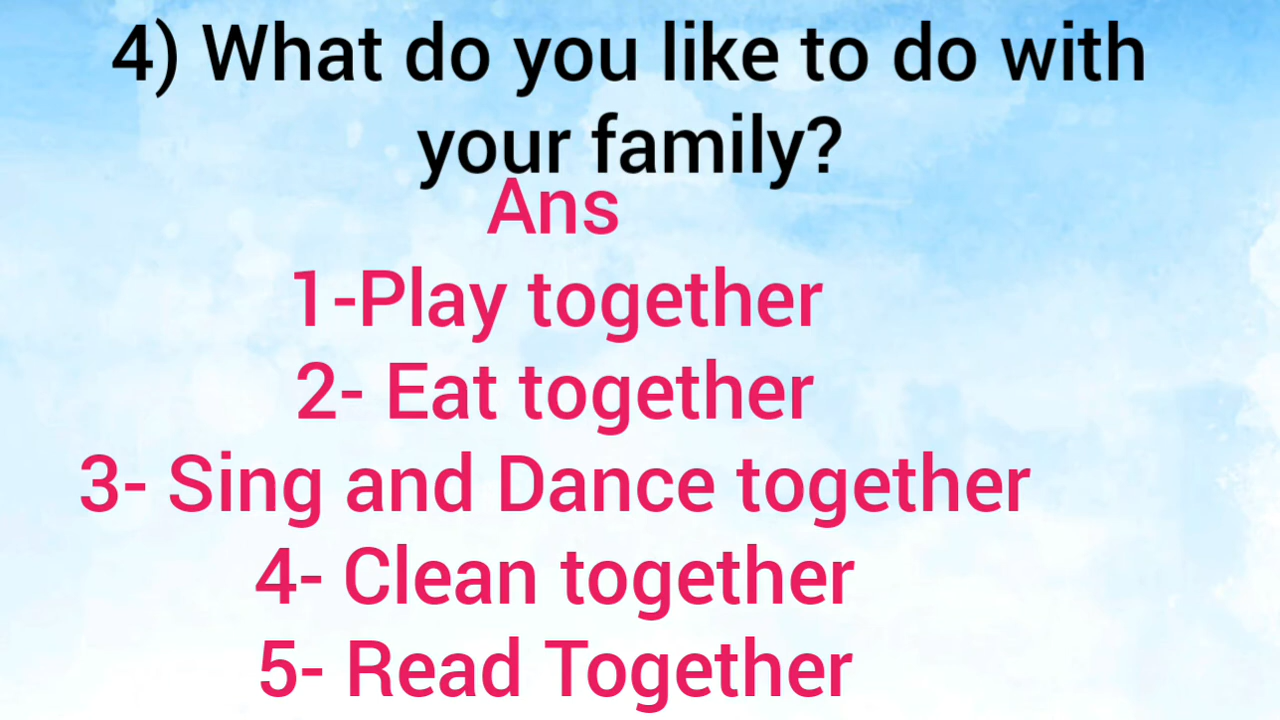 4) What do you like to do with
your family?
Ans
1-Play together
2- Eat together
3- Sing and Dance together
4- Clean together
5- Read Together